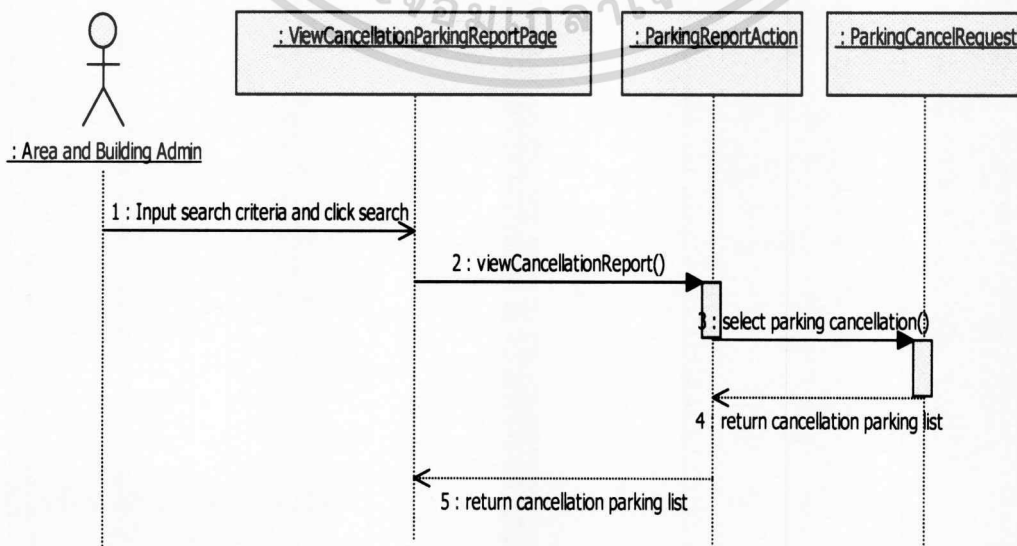 : ViewCancellationParkingReportPage
: ParkingReportAction
: ParkingCancelRequest
: Area and Building Admin
1 : Input search criteria and click search
2 : viewCancellationReport()
3 : select parking cancellation()
4 : return cancellation parking list
5 : return cancellation parking list